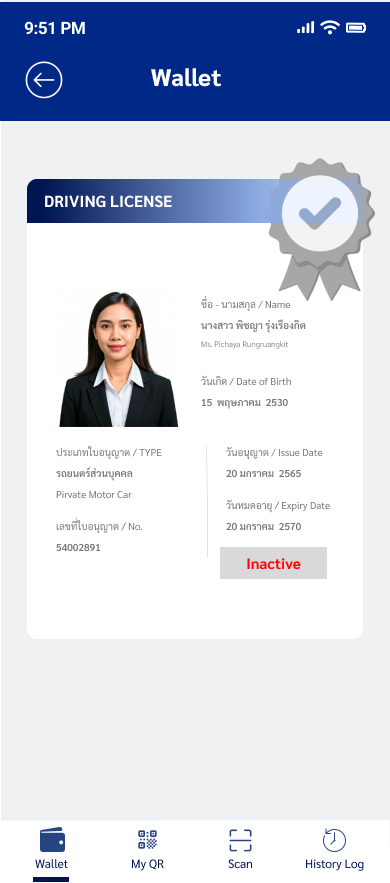 9:51 PM
Wallet
DRIVING LICENSE
ชื่อ - นามสกุล / Name
นางสาว พิชญา รุ่งเรืองกิต
Ms. Pichaya Rungruangkit
วันเกิด / Date of Birth
15 พฤษภาคม 2530
ประเภทใบอนุญาต / TYPE
รถยนตร์ส่วนบุคคล
Pirvate Motor Car
เลขที่ใบอนุญาต / No.
54002891
วันอนุญาต / Issue Date
20 มกราคม 2565
วันหมดอายุ / Expiry Date
20 มกราคม 2570
Inactive
Wallet
My QR
Scan
History Log